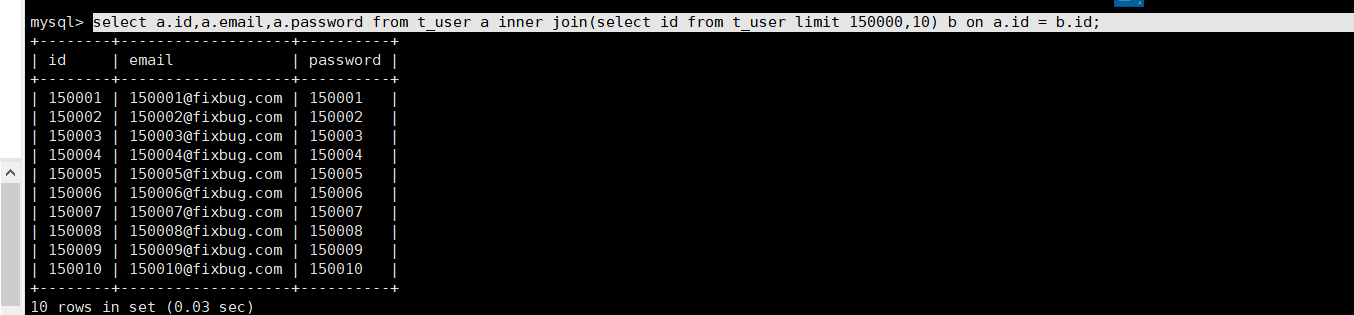 mysql> select a.id,a.email,a.password from t_user a inner join(select id from t_user limit 150000,10) b on a.id = b.id;
+--------+-------------------+----------+
| id     | email             | password |
+--------+-------------------+----------+
| 150001 | 150001@fixbug.com | 150001   |
| 150002 | 150002@fixbug.com | 150002   |
| 150003 | 150003@fixbug.com | 150003   |
| 150004 | 150004@fixbug.com | 150004   |
| 150005 | 150005@fixbug.com | 150005   |
| 150006 | 150006@fixbug.com | 150006   |
| 150007 | 150007@fixbug.com | 150007   |
| 150008 | 150008@fixbug.com | 150008   |
| 150009 | 150009@fixbug.com | 150009   |
| 150010 | 150010@fixbug.com | 150010   |
+--------+-------------------+----------+
10 rows in set (0.03 sec)